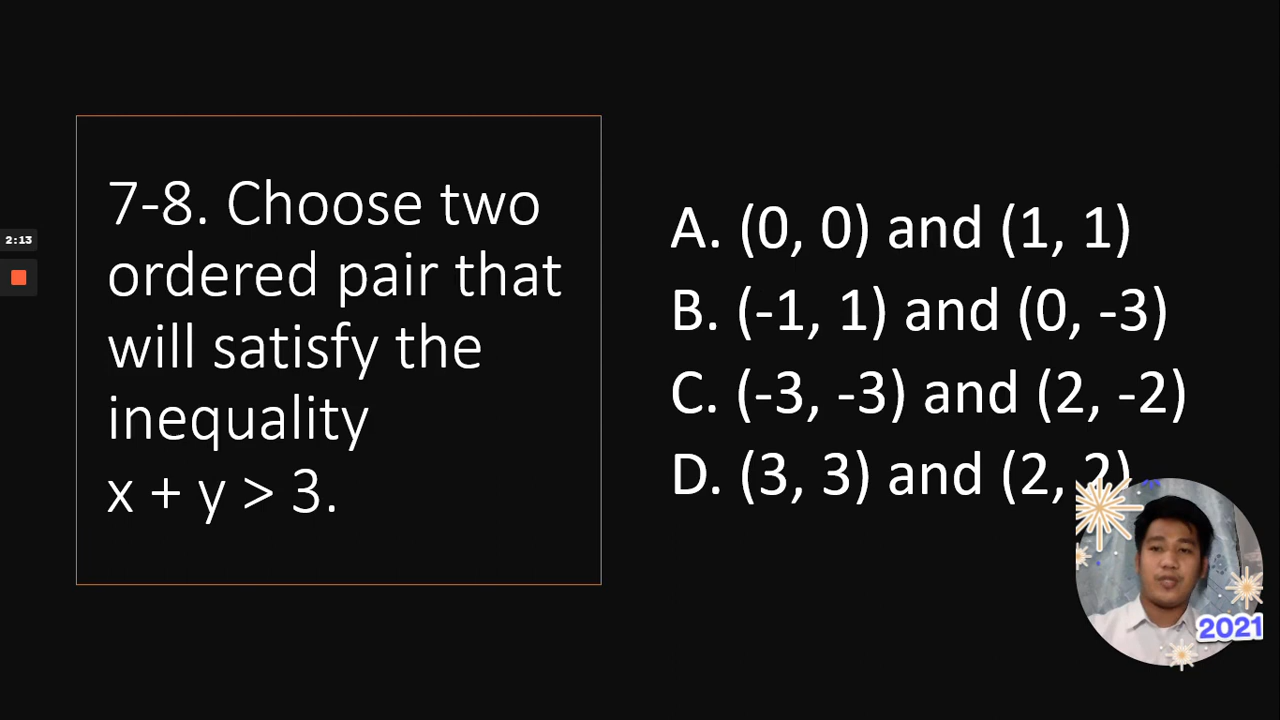 7-8. Choose two
ordered pair that
will satisfy the
inequality
x + y > 3.
A. (0, 0) and (1, 1)
B. (-1, 1) and (0, -3)
C. (-3, -3) and (2, -2)
D. (3, 3) and (2, 2)
2:13
2021